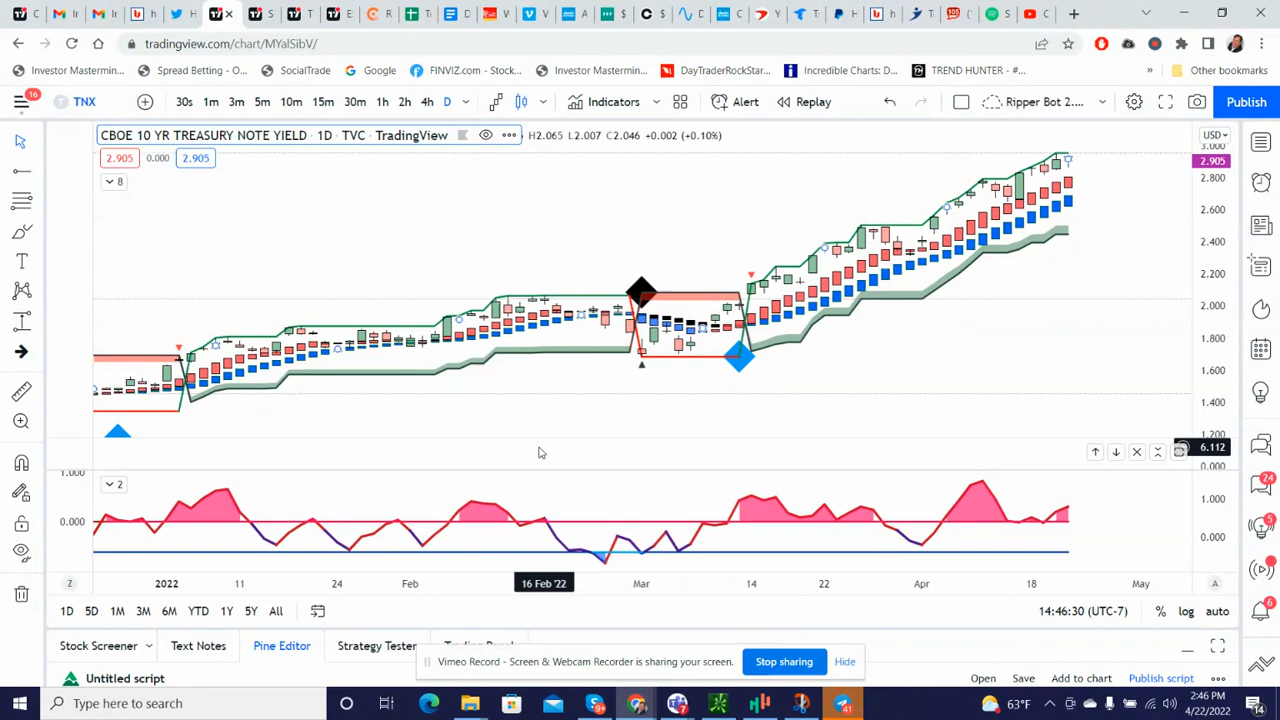 M
M
h
H
T
S
T
E
R
T
D
W
V
A
$
$
D
C
Y
T
h
T
105
S
C
tradingview.com/chart/MYalSibV/
Investor Mastermin... Spread Betting - O... SocialTrade Google FINVIZ.com - Stock... Investor Mastermin... DayTraderRockStar... Incredible Charts: D... TREND HUNTER - #... » Other bookmarks
16 TNX 30s 1m 3m 5m 10m 15m 30m 1h 2h 4h D Indicators Alert Replay Ripper Bot 2.... Publish
CBOE 10 YR TREASURY NOTE YIELD · 1D · TVC · TradingView H2.065 L2.007 C2.046 +0.002 (+0.10%) USD
2.905 0.000 2.905
8
3.000
2.905
2.800
2.600
2.400
2.200
2.000
1.800
1.600
1.400
1.200
6.112
0.000
1.000
2
1.000
0.000
0.000
24
5
6
Z 2022 11 24 Feb 16 Feb '22 Mar 14 22 Apr 18 May A
1D 5D 1M 3M 6M YTD 1Y 5Y All 14:46:30 (UTC-7) % log auto
Stock Screener Text Notes Pine Editor Strategy Tester
Vimeo Record - Screen & Webcam Recorder is sharing your screen. Stop sharing Hide
Untitled script Open Save Add to chart Publish script
Type here to search 9+ 41 63°F 2:46 PM
4/22/2022 14